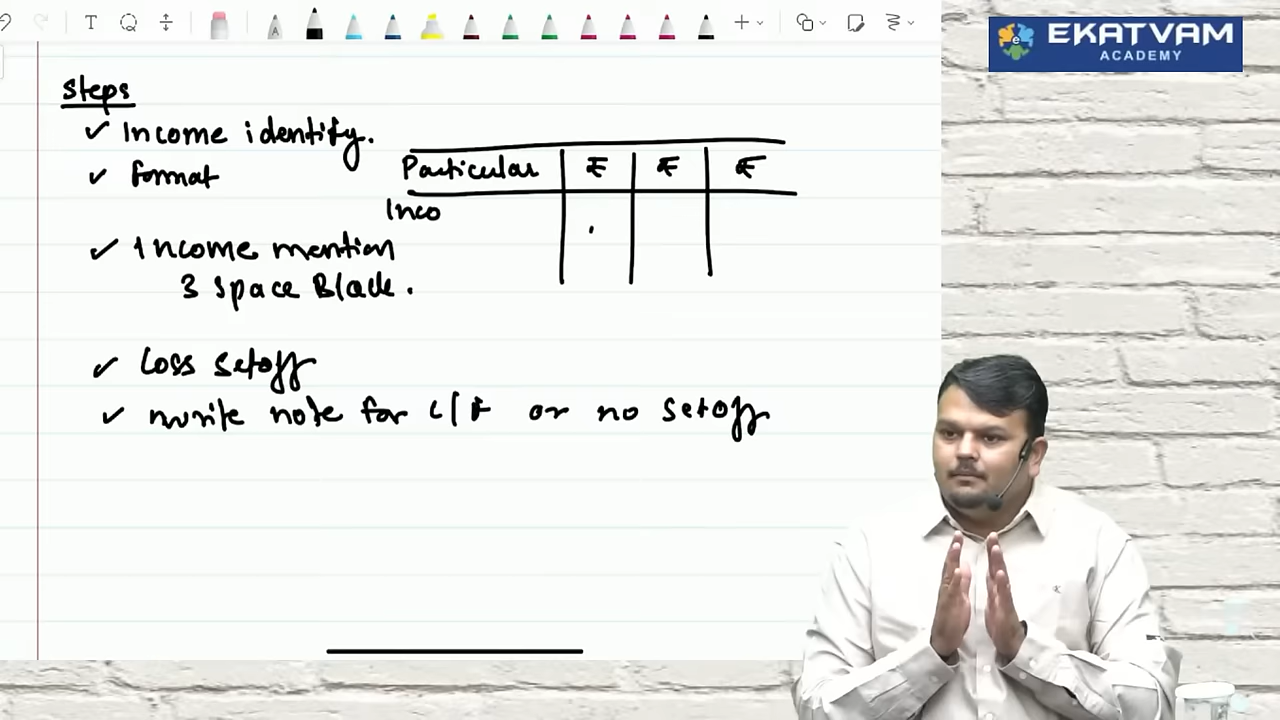 EKATVAM
ACADEMY
Steps
✓ Income identify.
✓ format
Particular ₹ ₹ ₹
Inco
✓ Income mention
3 Space Blade.
✓ Loss Setoff
✓ write note for C/F or no setoff